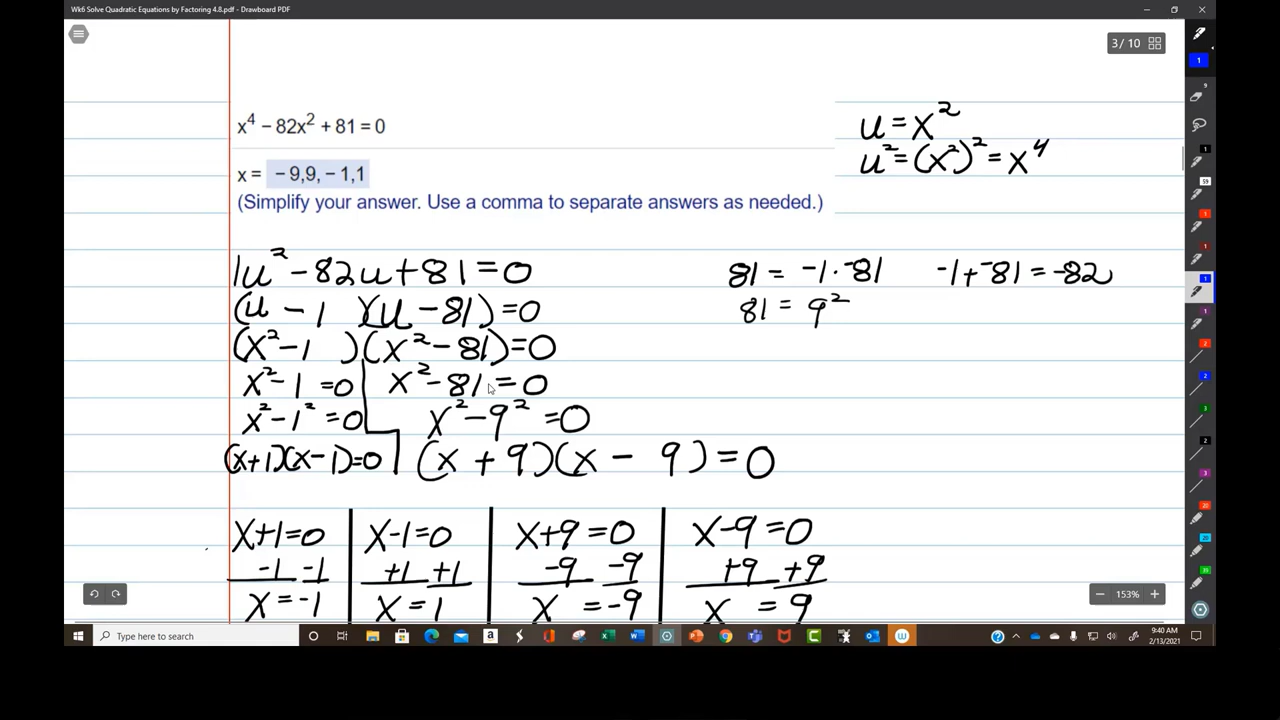 Wk6 Solve Quadratic Equations by Factoring 4.8.pdf - Drawboard PDF
3 / 10
x⁴ − 82x² + 81 = 0
x = − 9,9, − 1,1
(Simplify your answer. Use a comma to separate answers as needed.)
u = x²
u² = (x²)² = x⁴
1u² - 82u + 81 = 0
81 = -1 · -81
-1 + -81 = -82
(u - 1 )(u - 81) = 0
81 = 9²
(x² - 1 )(x² - 81) = 0
x² - 1 = 0
x² - 81 = 0
x² - 1² = 0
x² - 9² = 0
(x+1)(x-1)=0
(x + 9)(x - 9) = 0
x+1=0
-1 -1
x = -1
x-1=0
+1 +1
x = 1
x+9=0
-9 -9
x = -9
x-9=0
+9 +9
x = 9
153%
Type here to search
9:40 AM
2/13/2021